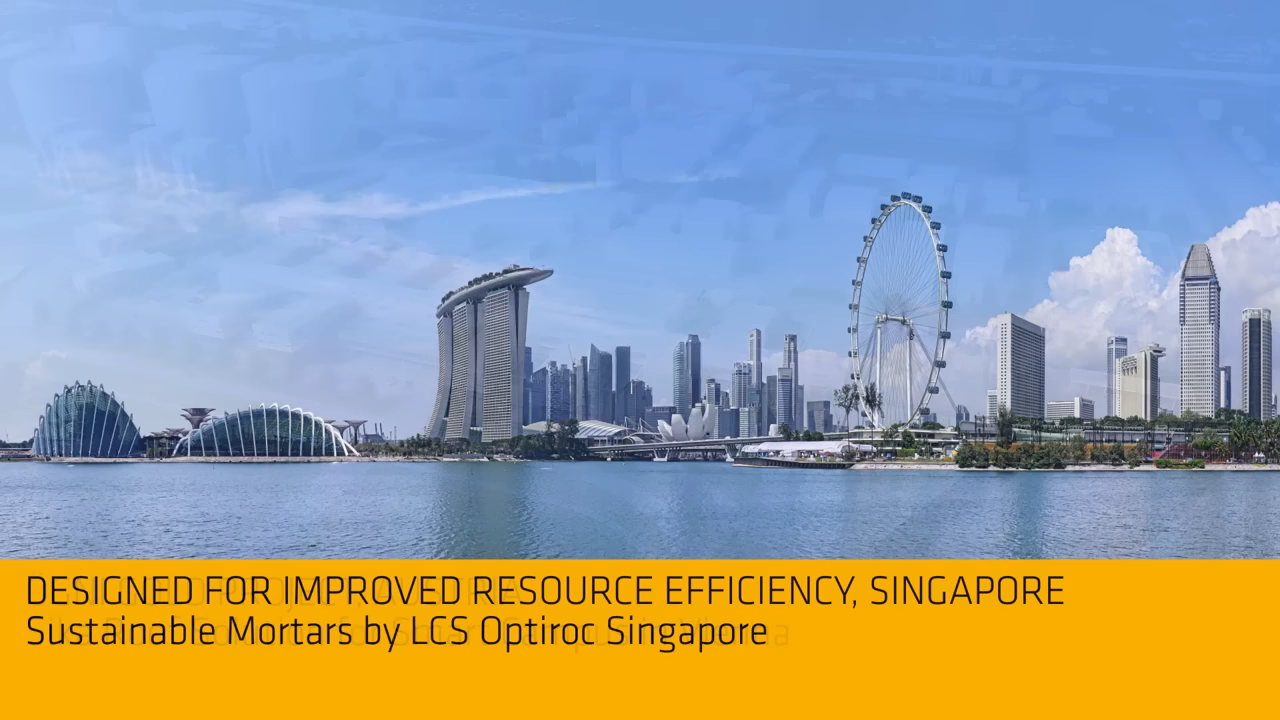 DESIGNED FOR IMPROVED RESOURCE EFFICIENCY, SINGAPORE
Sustainable Mortars by LCS Optiroc Singapore